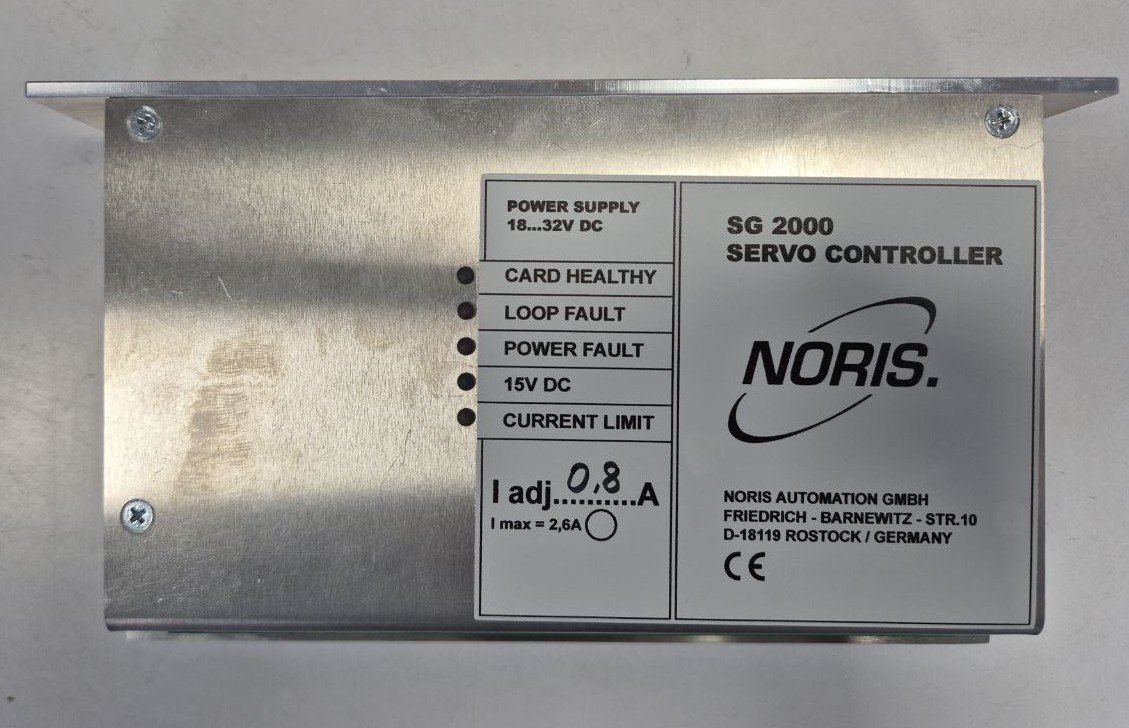 POWER SUPPLY
18...32V DC
CARD HEALTHY
LOOP FAULT
POWER FAULT
15V DC
CURRENT LIMIT
I adj..0,8........A
I max = 2,6A
SG 2000
SERVO CONTROLLER
NORIS.
NORIS AUTOMATION GMBH
FRIEDRICH - BARNEWITZ - STR.10
D-18119 ROSTOCK / GERMANY
CE